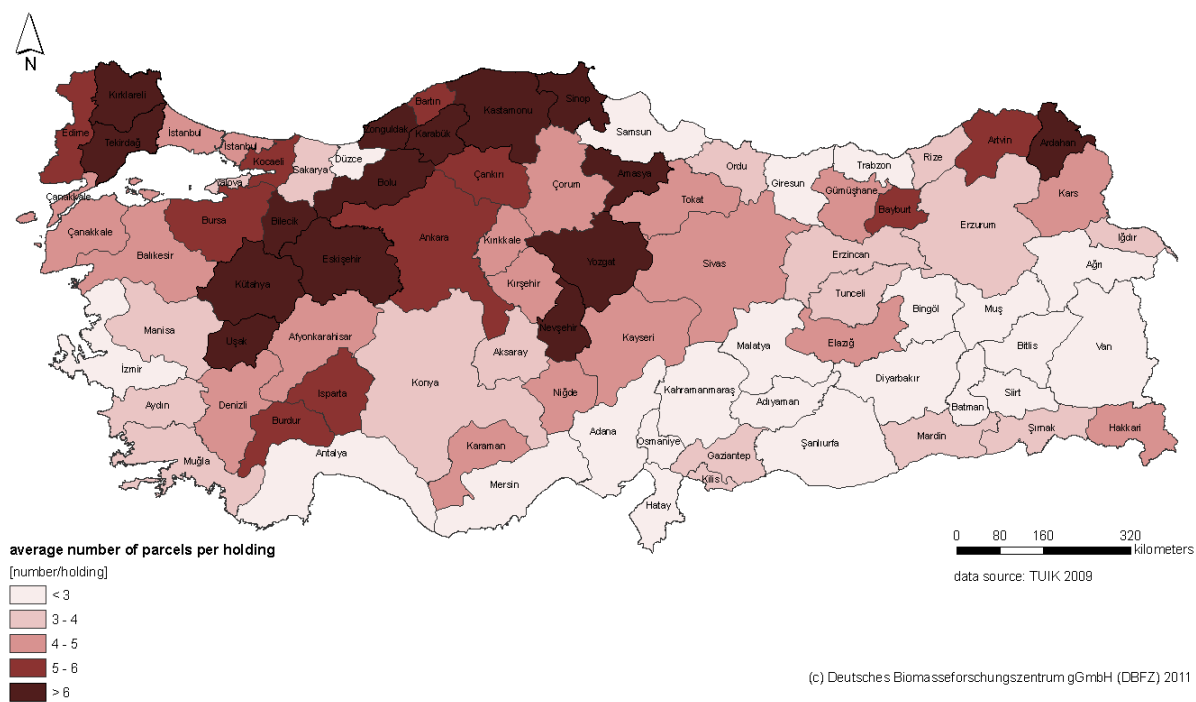 N
Kırklareli
Edirne
Tekirdağ
İstanbul
İstanbul
Kocaeli
Yalova
Sakarya
Düzce
Zonguldak
Bartın
Karabük
Kastamonu
Sinop
Samsun
Bolu
Çankırı
Çorum
Amasya
Ordu
Giresun
Trabzon
Rize
Artvin
Ardahan
Tokat
Gümüşhane
Bayburt
Kars
Erzurum
Iğdır
Ağrı
Çanakkale
Çanakkale
Balıkesir
Bursa
Bilecik
Eskişehir
Ankara
Kırıkkale
Kırşehir
Yozgat
Sivas
Erzincan
Tunceli
Bingöl
Muş
Kütahya
Manisa
Uşak
Afyonkarahisar
Nevşehir
Kayseri
Malatya
Elazığ
Bitlis
Van
İzmir
Aksaray
Konya
Niğde
Kahramanmaraş
Adıyaman
Diyarbakır
Batman
Siirt
Aydın
Denizli
Isparta
Burdur
Karaman
Adana
Osmaniye
Gaziantep
Kilis
Şanlıurfa
Mardin
Şırnak
Hakkari
Muğla
Antalya
Mersin
Hatay
average number of parcels per holding
[number/holding]
< 3
3 - 4
4 - 5
5 - 6
> 6
0 80 160 320
kilometers
data source: TUIK 2009
(c) Deutsches Biomasseforschungszentrum gGmbH (DBFZ) 2011